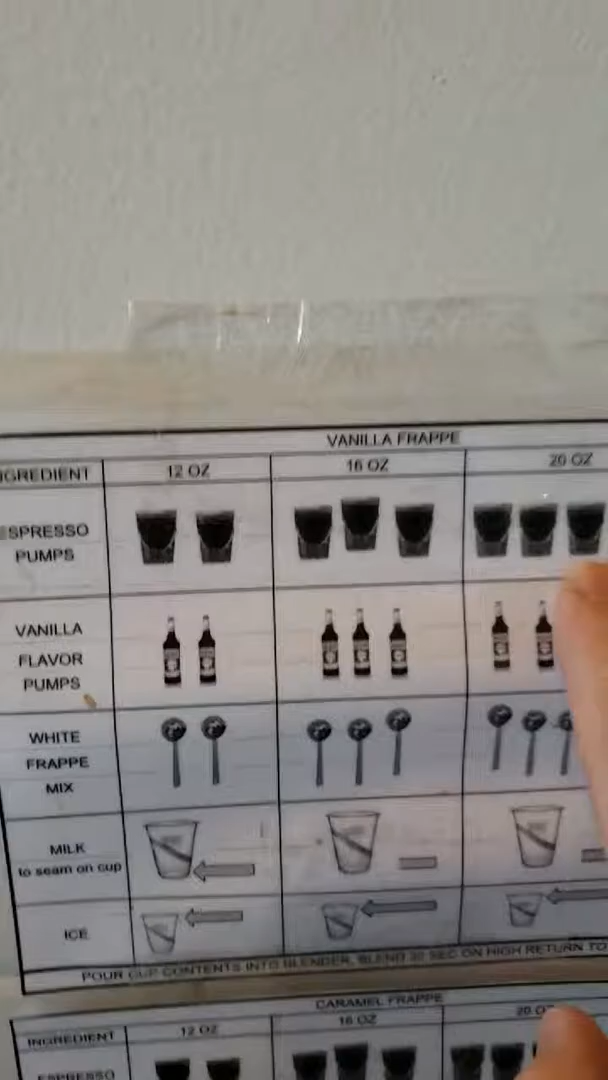 VANILLA FRAPPE
NGREDIENT 12 OZ 16 OZ 20 OZ
ESPRESSO
PUMPS
VANILLA
FLAVOR
PUMPS
WHITE
FRAPPE
MIX
MILK
to seam on cup
ICE
POUR CUP CONTENTS INTO BLENDER, BLEND 30 SEC ON HIGH RETURN TO
CARAMEL FRAPPE
INGREDIENT 12 OZ 16 OZ 20 OZ
ESPRESSO